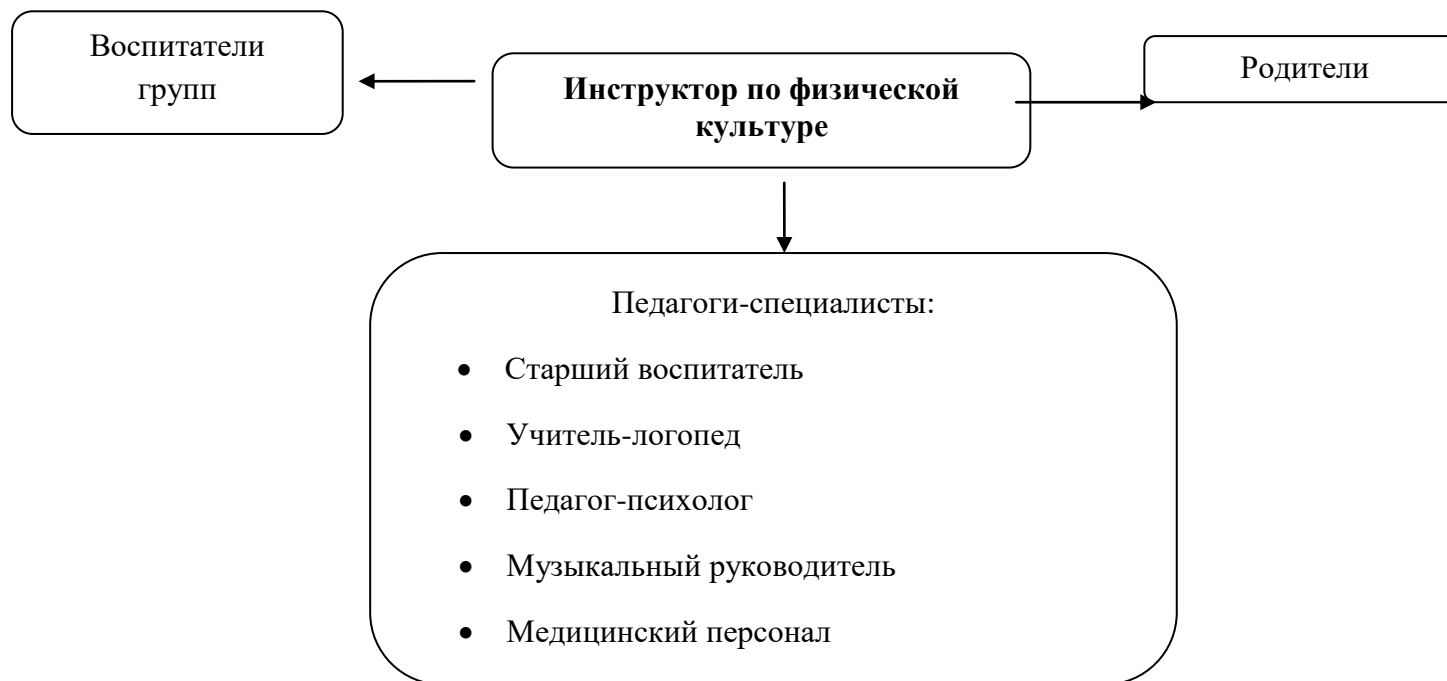 Воспитатели
групп
Инструктор по физической
культуре
Родители
Педагоги-специалисты:
• Старший воспитатель
• Учитель-логопед
• Педагог-психолог
• Музыкальный руководитель
• Медицинский персонал